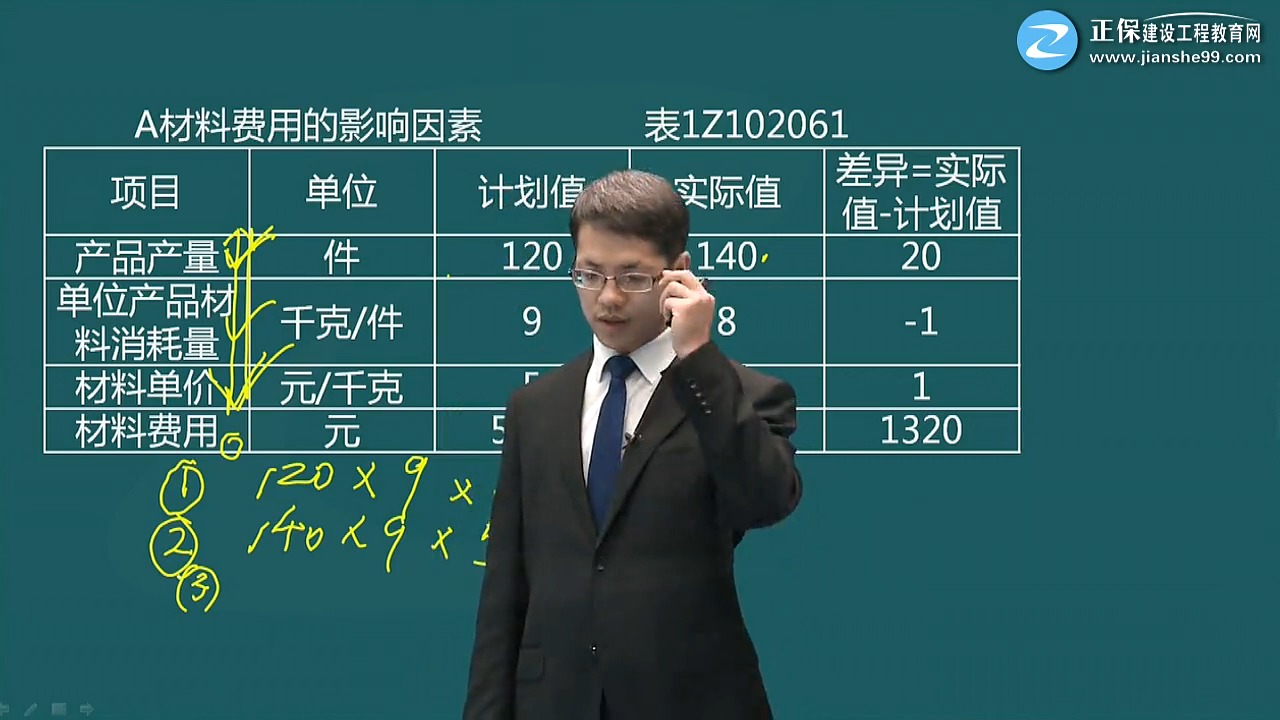 正保建设工程教育网
www.jianshe99.com
A材料费用的影响因素 表1Z102061
项目 单位 计划值 实际值 差异=实际值-计划值
产品产量 件 120 140 20
单位产品材料消耗量 千克/件 9 8 -1
材料单价 元/千克 1
材料费用 元 5 1320
① 120 × 9 ×
② 140 × 9 × 5
③